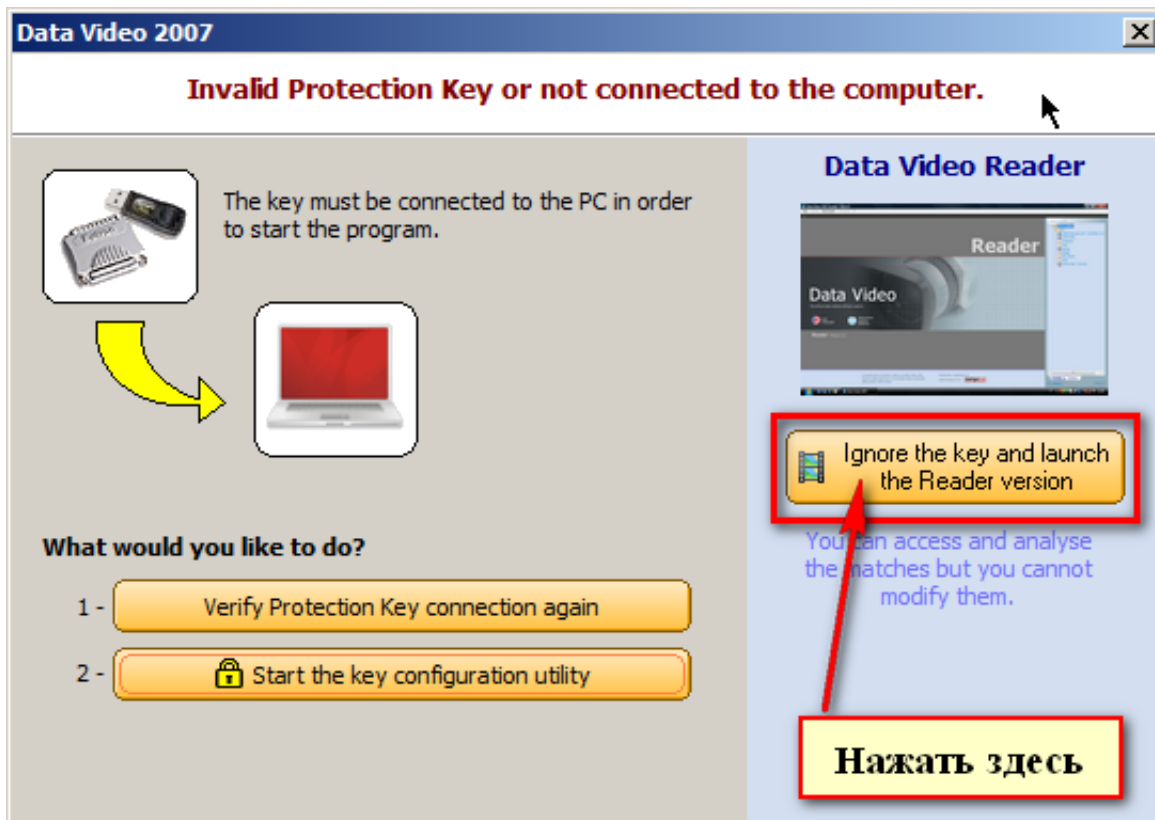 Data Video 2007
Invalid Protection Key or not connected to the computer.
The key must be connected to the PC in order
to start the program.
What would you like to do?
1 - Verify Protection Key connection again
2 - Start the key configuration utility
Data Video Reader
Reader
Data Video
Ignore the key and launch
the Reader version
You can access and analyse
the matches but you cannot
modify them.
Нажать здесь